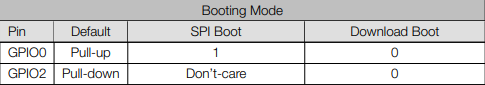 Booting Mode
Pin Default SPI Boot Download Boot
GPIO0 Pull-up 1 0
GPIO2 Pull-down Don't-care 0